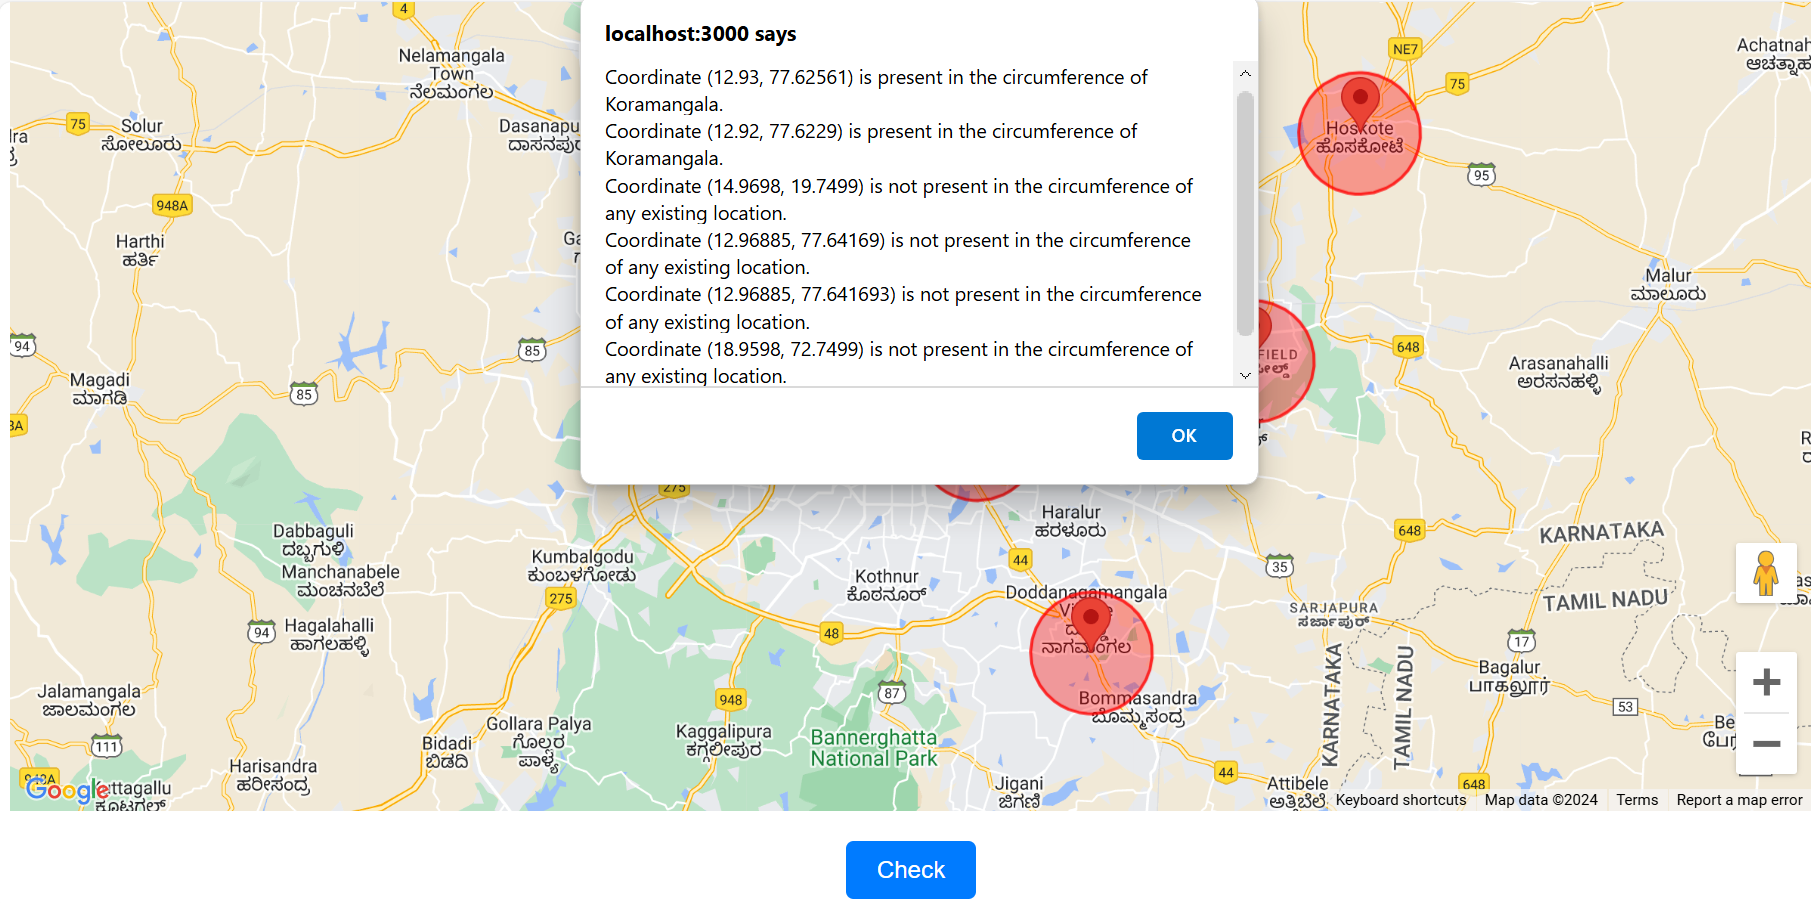 localhost:3000 says
Coordinate (12.93, 77.62561) is present in the circumference of
Koramangala.
Coordinate (12.92, 77.6229) is present in the circumference of
Koramangala.
Coordinate (14.9698, 19.7499) is not present in the circumference of
any existing location.
Coordinate (12.96885, 77.64169) is not present in the circumference
of any existing location.
Coordinate (12.96885, 77.641693) is not present in the circumference
of any existing location.
Coordinate (18.9598, 72.7499) is not present in the circumference of
any existing location.
OK
4
Nelamangala
Town
ನೆಲಮಂಗಲ
NE7
75
75
Solur
ಸೋಲೂರು
Hoskote
ಹೊಸಕೋಟೆ
95
948A
Harthi
ಹರ್ತಿ
Malur
ಮಾಲೂರು
94
85
85
648
Magadi
ಮಾಗಡಿ
Arasanahalli
ಅರಸನಹಳ್ಳಿ
275
Haralur
ಹರಳೂರು
Dabbaguli
ದಬ್ಬಗುಳಿ
648
KARNATAKA
TAMIL NADU
Manchanabele
ಮಂಚನಬೆಲೆ
Kumbalgodu
ಕುಂಬಳಗೋಡು
44
35
Kothnur
ಕೊಠನೂರ್
275
Doddanagamangala
ನಾಗಮಂಗಲ
SARJAPURA
ಸರ್ಜಾಪುರ್
94
Hagalahalli
ಹಾಗಲಹಳ್ಳಿ
48
17
Bagalur
பாகலூர்
KARNATAKA
TAMIL NADU
Jalamangala
ಜಾಲಮಂಗಲ
948
87
Bommasandra
ಬೊಮ್ಮಸಂದ್ರ
53
Gollara Palya
ಗೊಲ್ಲರ
ಪಾಳ್ಯ
Kaggalipura
ಕಗ್ಗಲೀಪುರ
Bannerghatta
National Park
111
Bidadi
ಬಿಡದಿ
Harisandra
ಹರೀಸಂದ್ರ
Jigani
ಜಿಗಣಿ
44
Attibele
ಅತ್ತಿಬೆಲೆ
648
Google
Keyboard shortcuts
Map data ©2024
Terms
Report a map error
Check